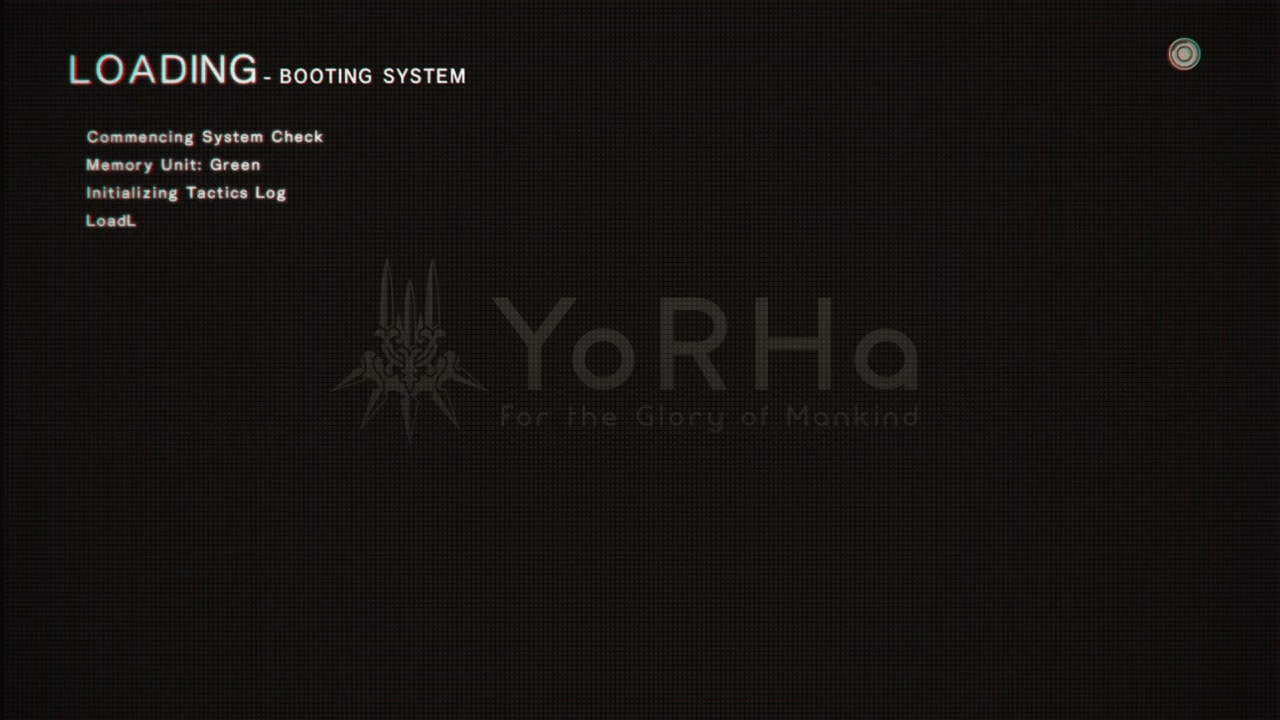 LOADING - BOOTING SYSTEM
Commencing System Check
Memory Unit: Green
Initializing Tactics Log
LoadL
YoRHa
For the Glory of Mankind